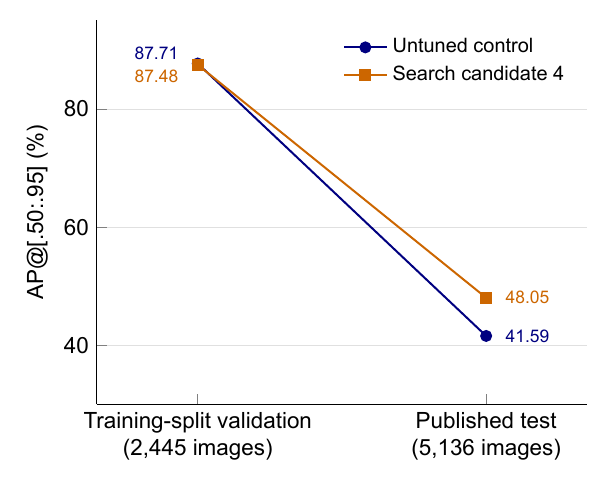 Untuned control
Search candidate 4
87.71
87.48
80
60
40
AP@[.50:.95] (%)
48.05
41.59
Training-split validation
(2,445 images)
Published test
(5,136 images)